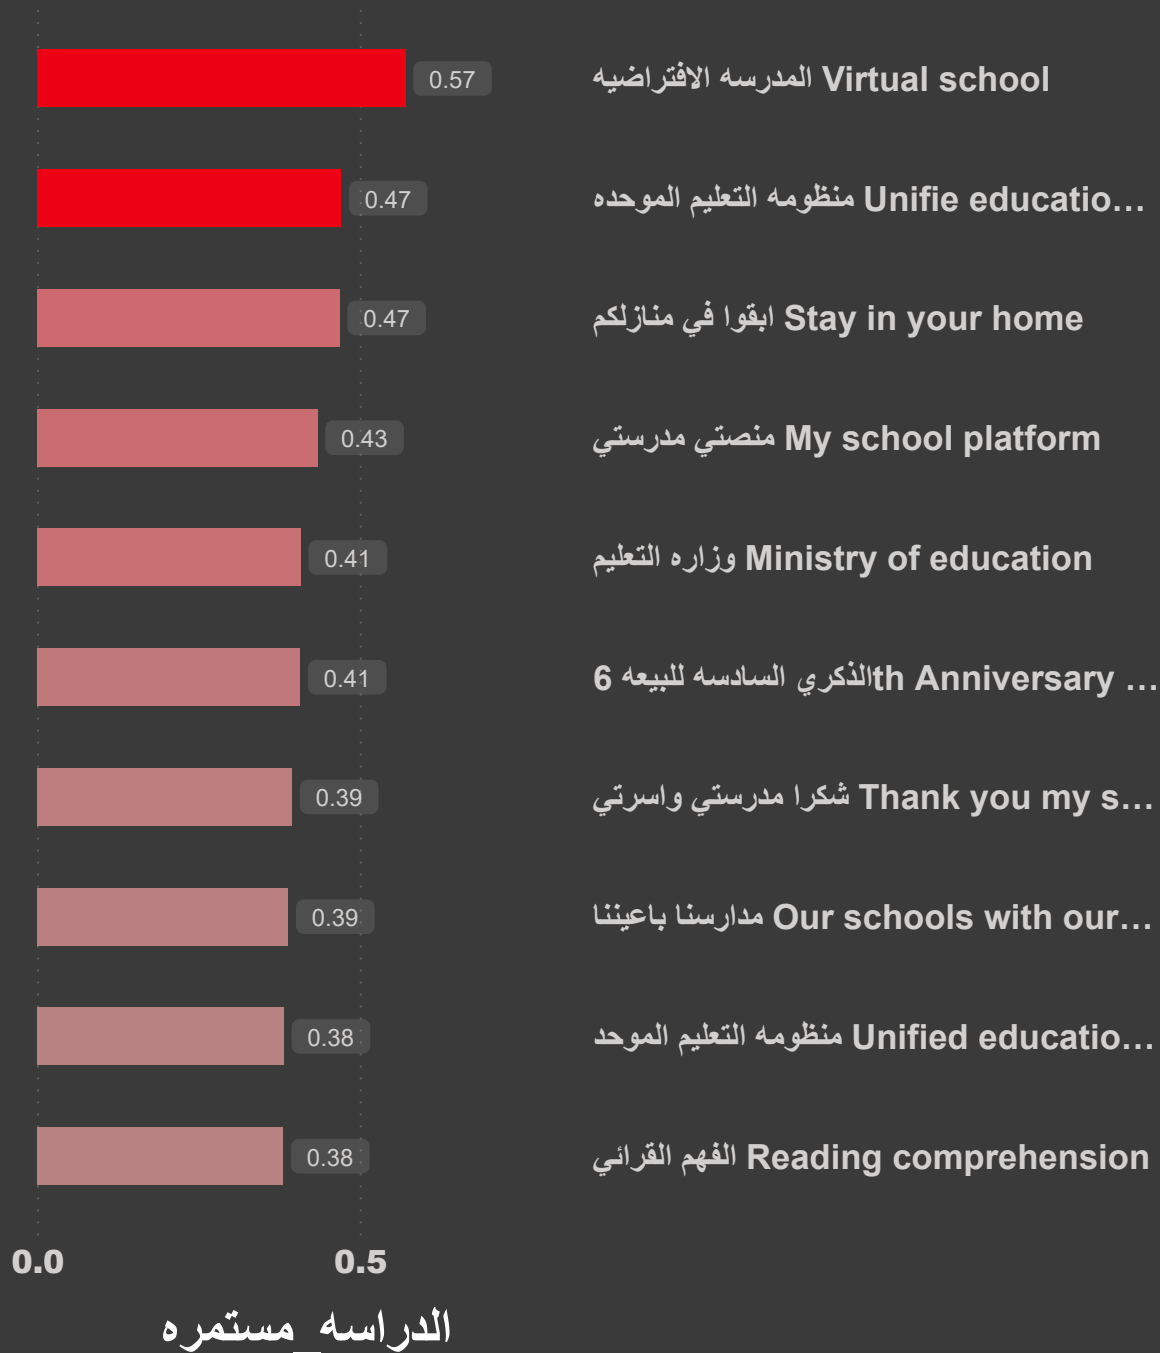 0.57 المدرسه الافتراضيه Virtual school
0.47 منظومه التعليم الموحده Unifie educatio...
0.47 ابقوا في منازلكم Stay in your home
0.43 منصتي مدرستي My school platform
0.41 وزاره التعليم Ministry of education
0.41 الذكري السادسه للبيعه 6th Anniversary ...
0.39 شكرا مدرستي واسرتي Thank you my s...
0.39 مدارسنا باعيننا Our schools with our...
0.38 منظومه التعليم الموحد Unified educatio...
0.38 الفهم القرائي Reading comprehension
0.0 0.5
الدراسه_مستمره